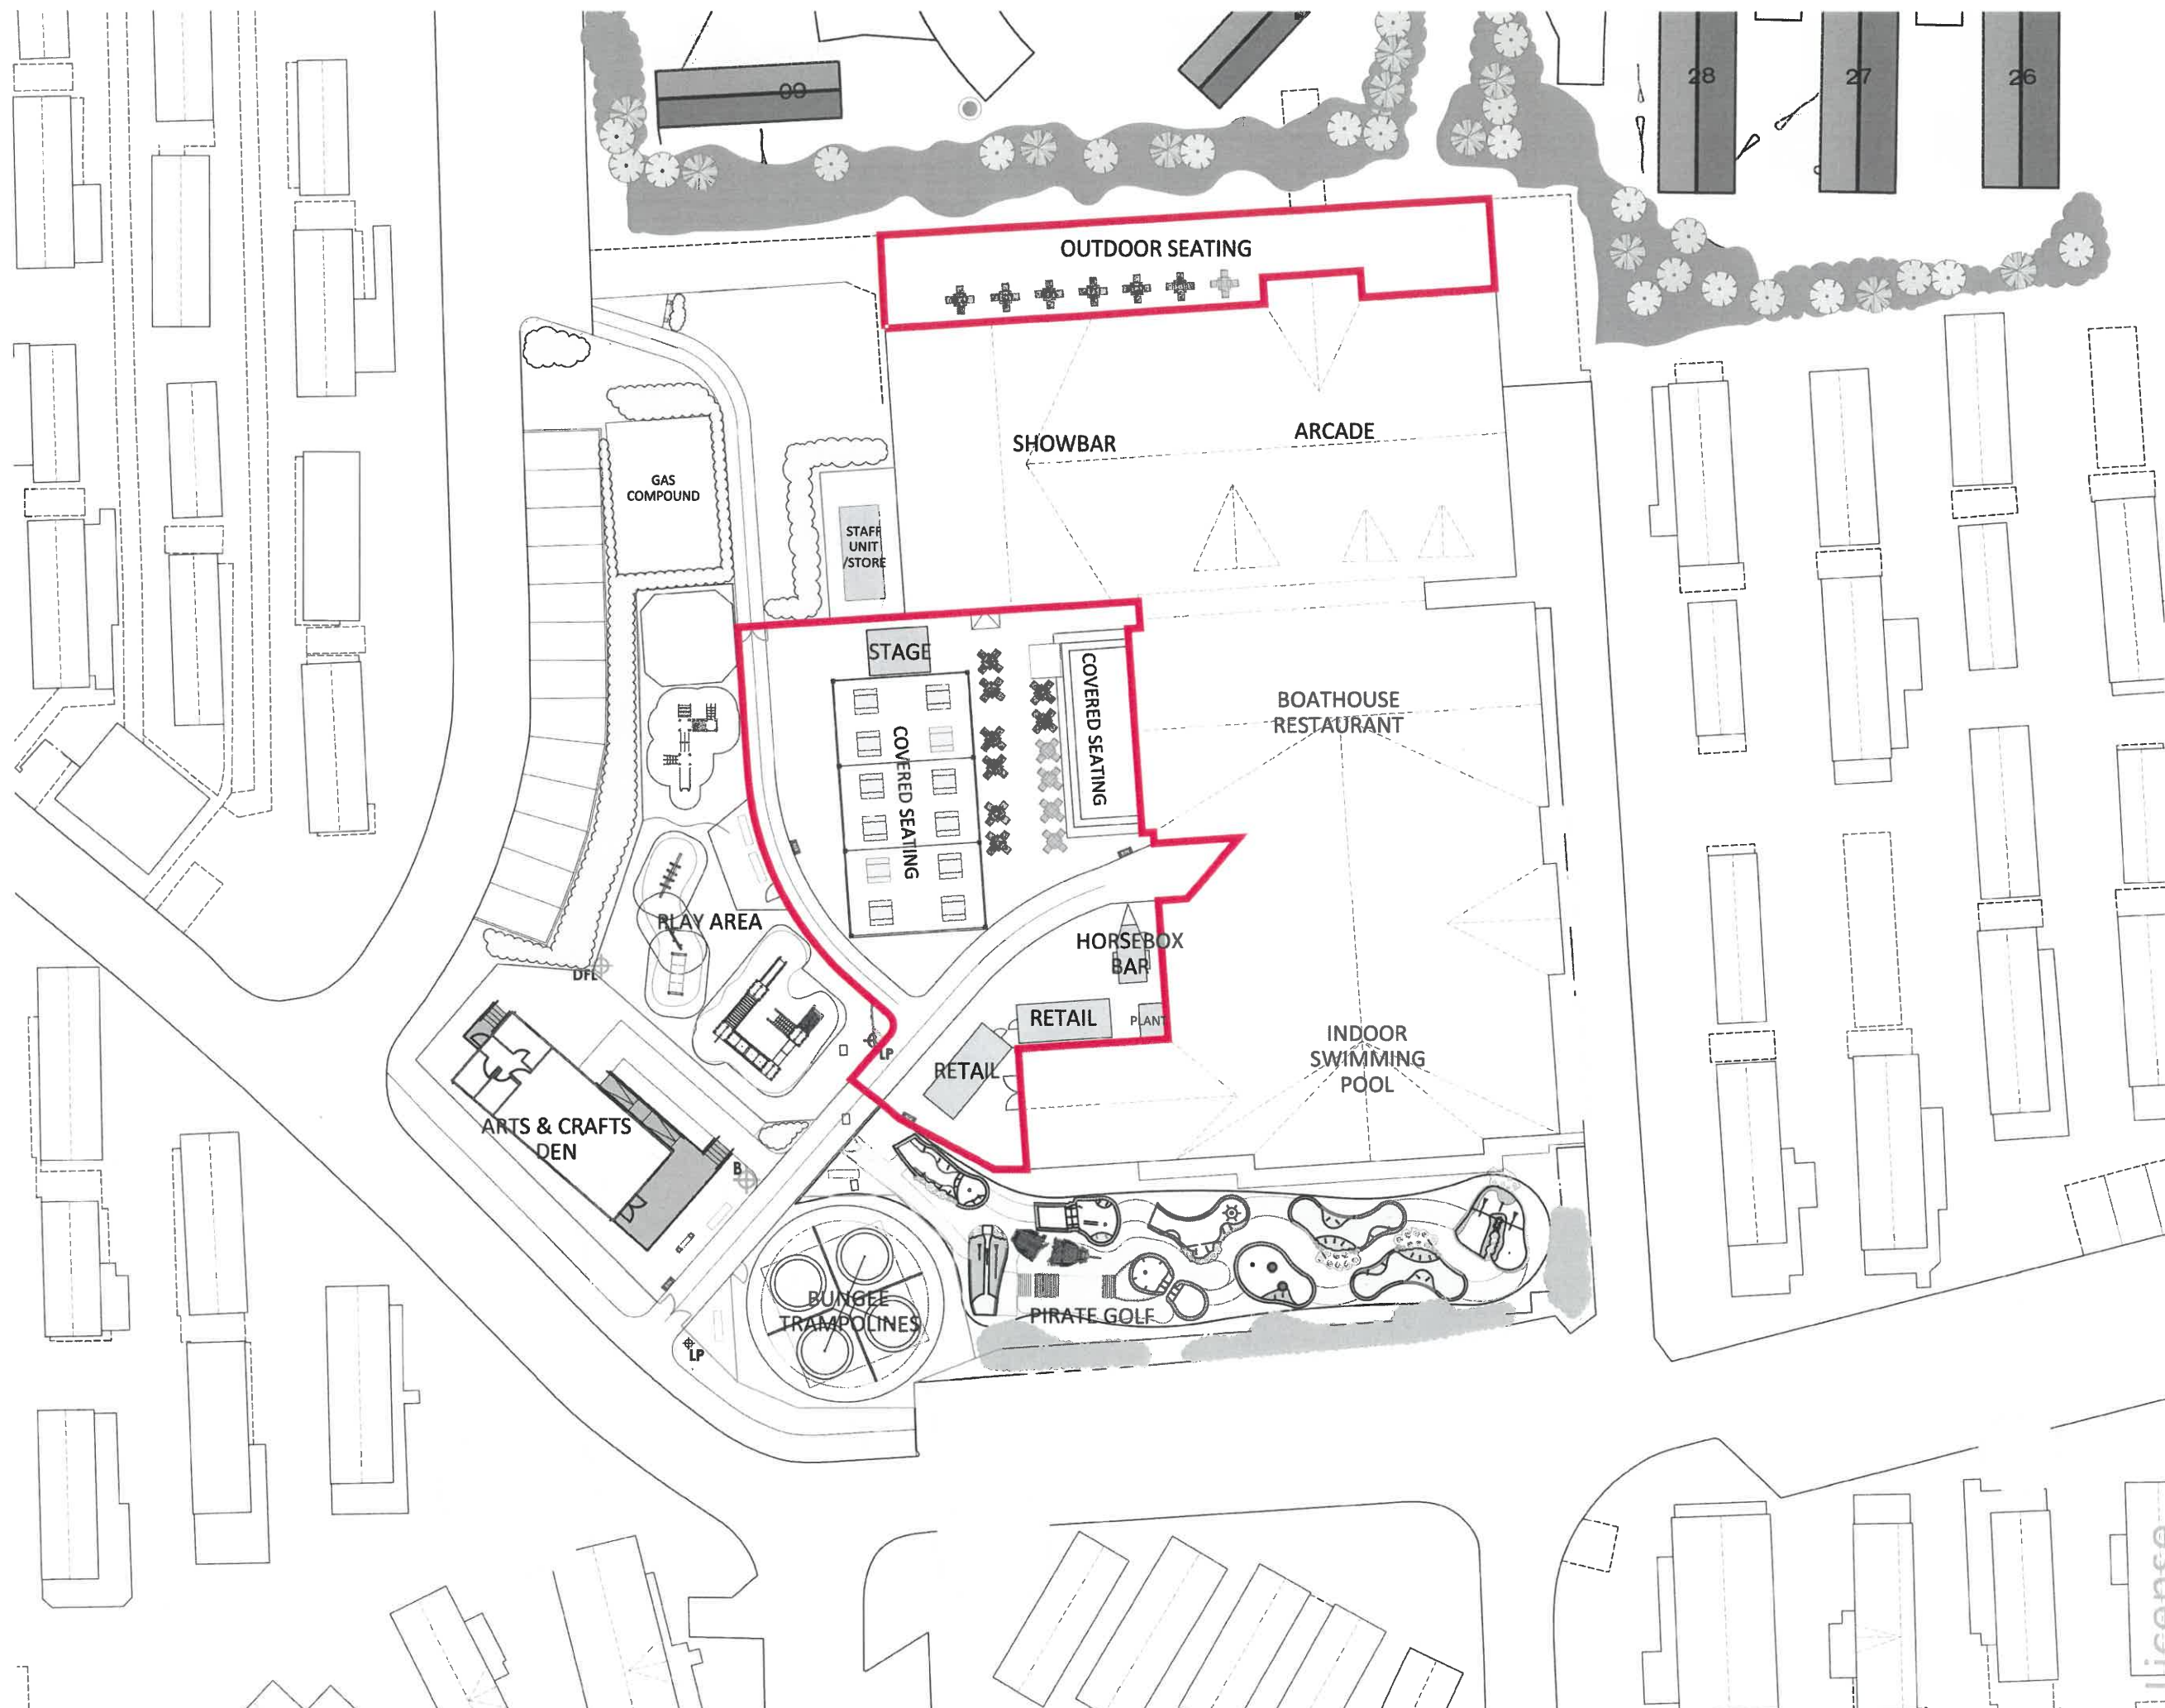 09
28
27
26
OUTDOOR SEATING
SHOWBAR
ARCADE
GAS
COMPOUND
STAFF
UNIT
/STORE
STAGE
COVERED SEATING
COVERED SEATING
BOATHOUSE
RESTAURANT
PLAY AREA
HORSEBOX
BAR
DFL
RETAIL
PLANT
LP
RETAIL
INDOOR
SWIMMING
POOL
ARTS & CRAFTS
DEN
B
BUNGEE
TRAMPOLINES
PIRATE GOLF
LP
license